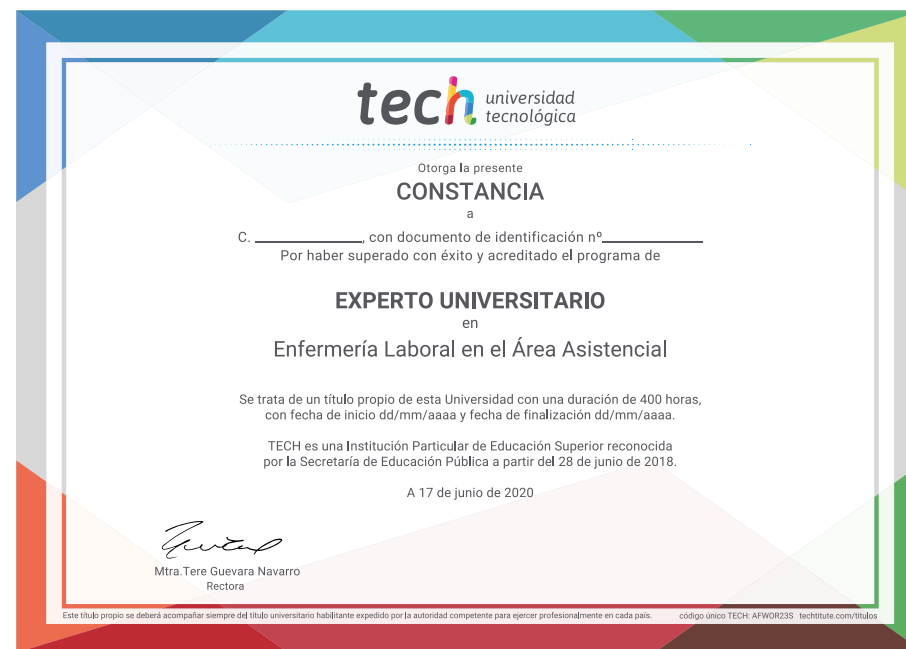 tech universidad
tecnológica
Otorga la presente
CONSTANCIA
a
C. ______________, con documento de identificación nº_____________
Por haber superado con éxito y acreditado el programa de
EXPERTO UNIVERSITARIO
en
Enfermería Laboral en el Área Asistencial
Se trata de un título propio de esta Universidad con una duración de 400 horas,
con fecha de inicio dd/mm/aaaa y fecha de finalización dd/mm/aaaa.
TECH es una Institución Particular de Educación Superior reconocida
por la Secretaría de Educación Pública a partir del 28 de junio de 2018.
A 17 de junio de 2020
Mtra.Tere Guevara Navarro
Rectora
Este título propio se deberá acompañar siempre del título universitario habilitante expedido por la autoridad competente para ejercer profesionalmente en cada país. código único TECH: AFWOR23S techtitute.com/titulos